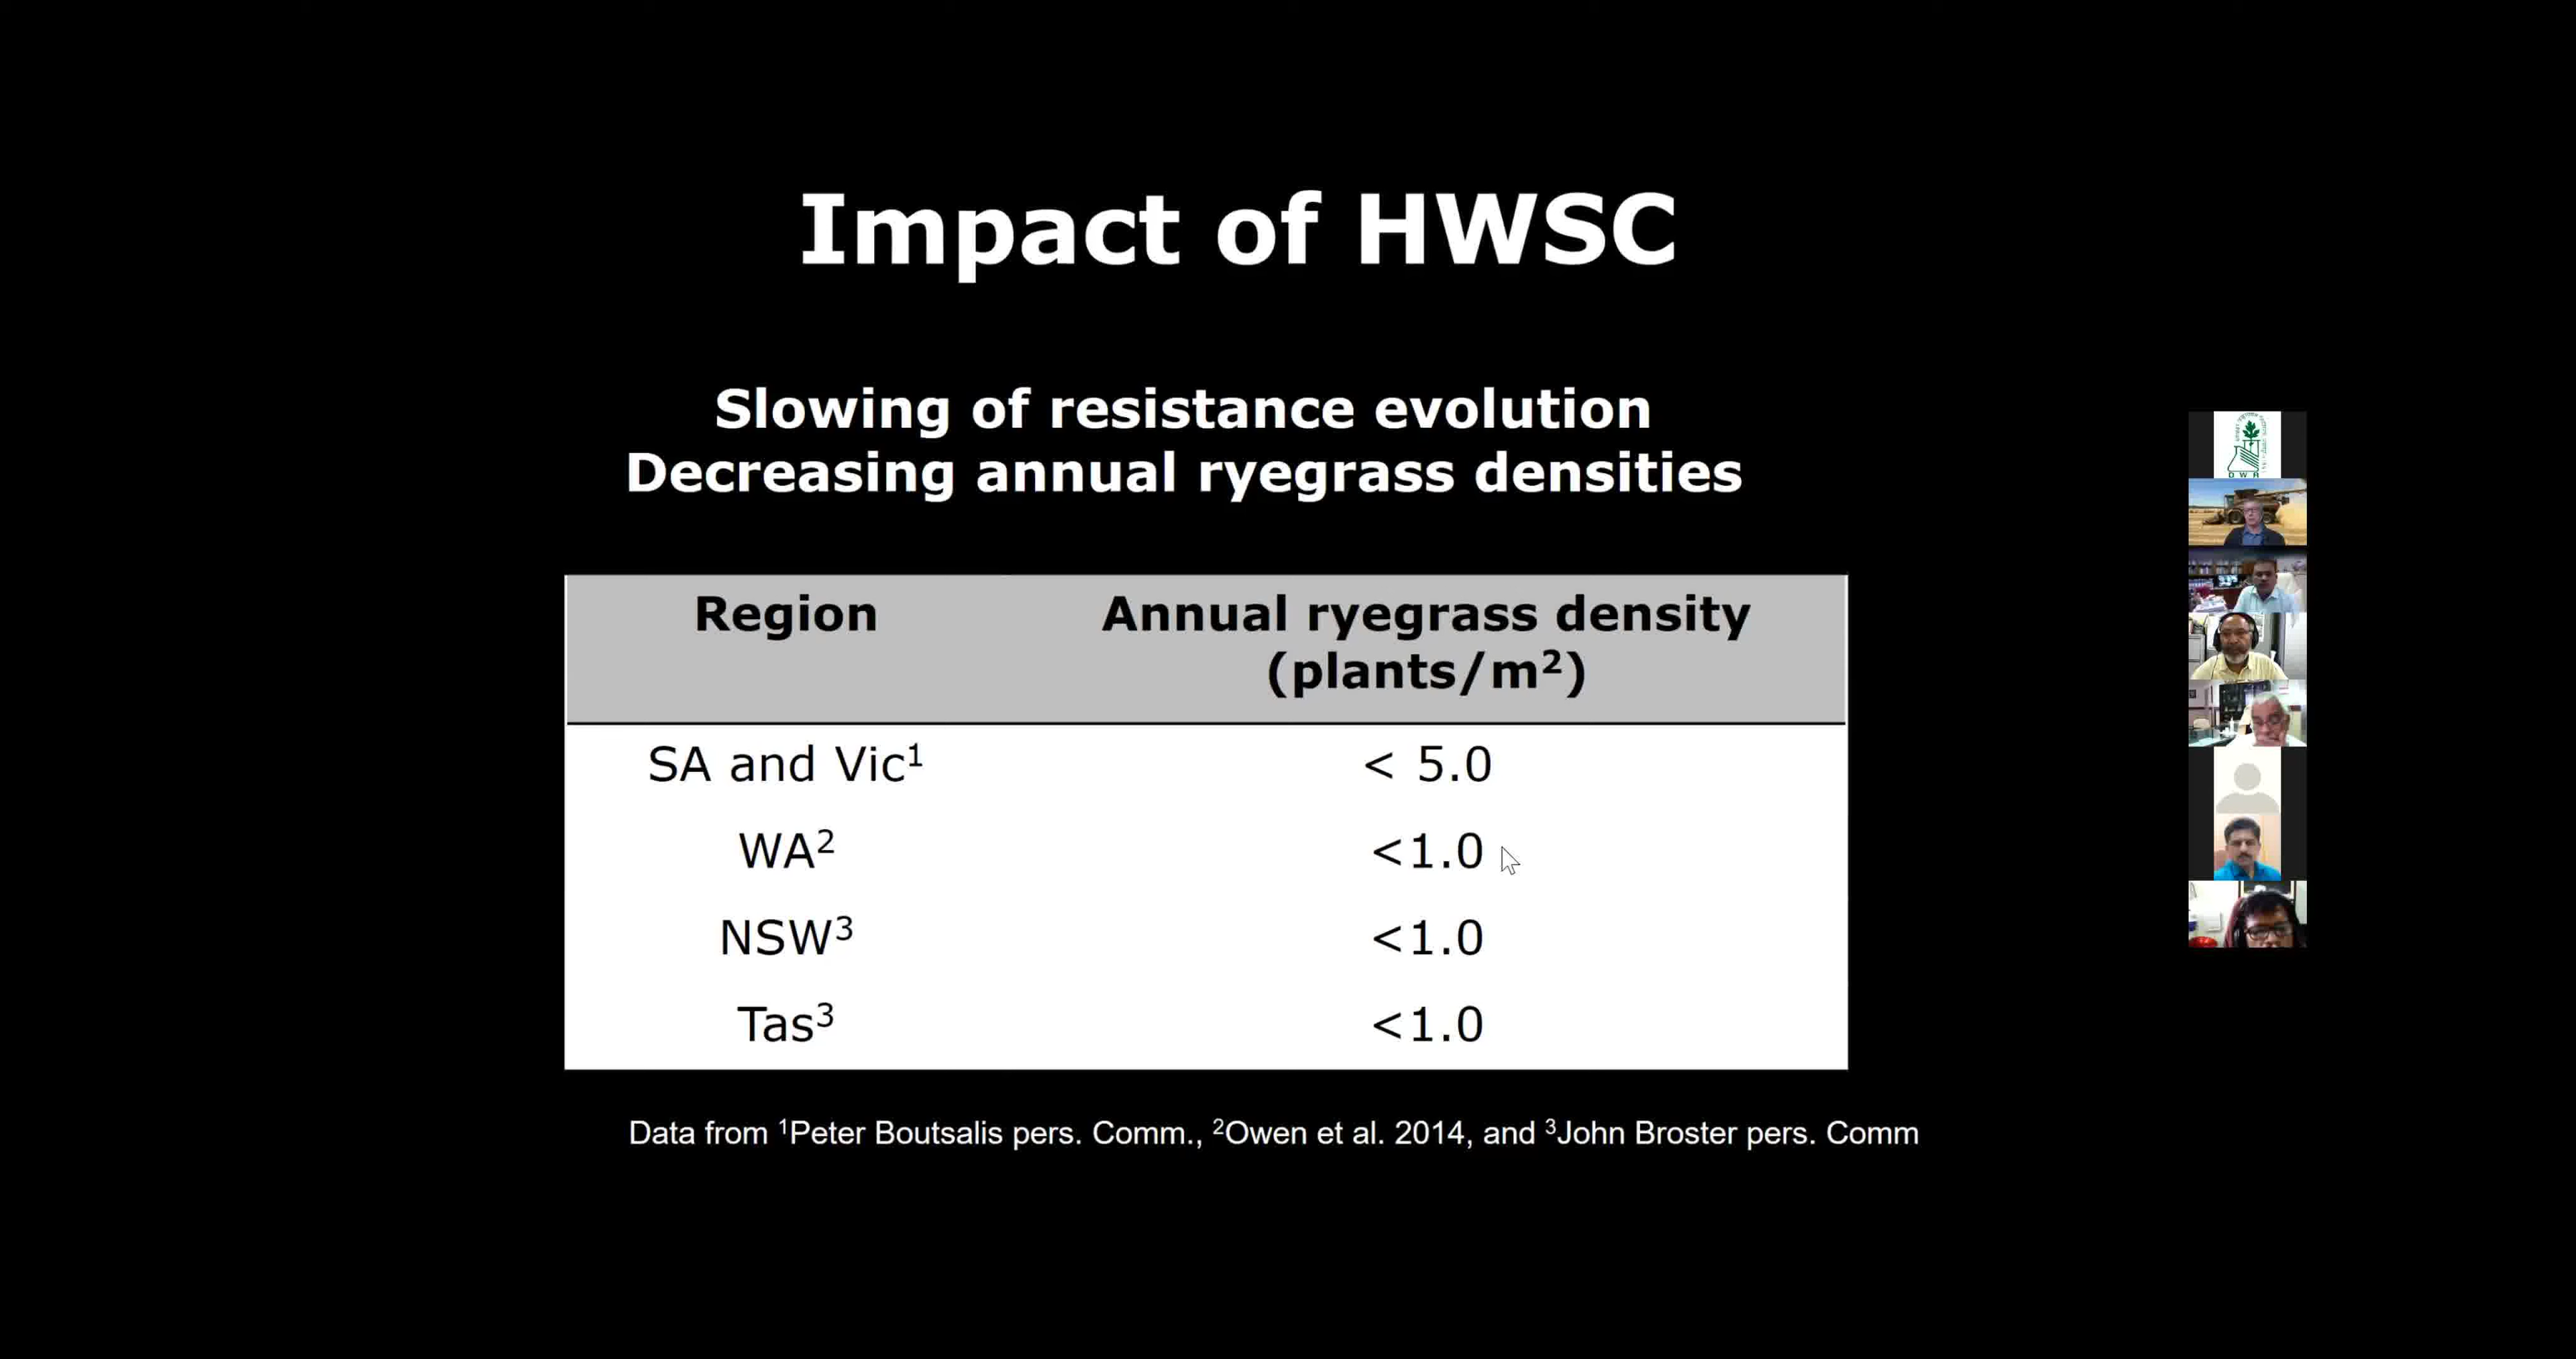 Impact of HWSC
Slowing of resistance evolution
Decreasing annual ryegrass densities
Region Annual ryegrass density
(plants/m²)
SA and Vic¹ < 5.0
WA² <1.0
NSW³ <1.0
Tas³ <1.0
Data from ¹Peter Boutsalis pers. Comm., ²Owen et al. 2014, and ³John Broster pers. Comm
D W R